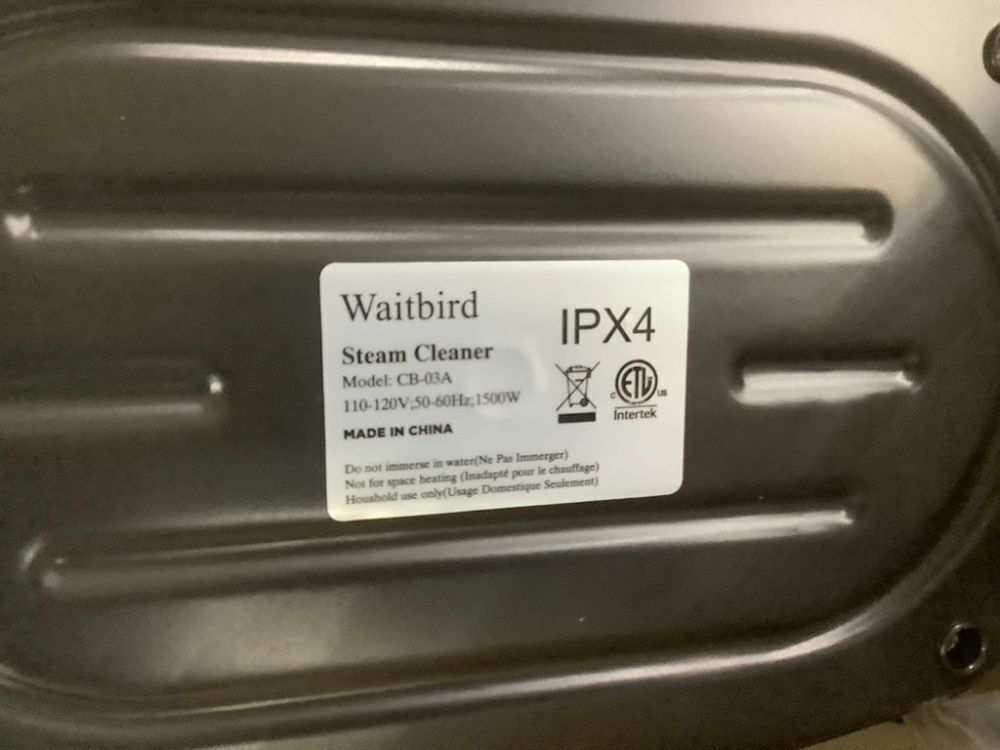 Waitbird
IPX4
Steam Cleaner
Model: CB-03A
110-120V;50-60Hz;1500W
MADE IN CHINA
ETL
c
us
Intertek
Do not immerse in water(Ne Pas Immerger)
Not for space heating (Inadapté pour le chauffage)
Houshold use only(Usage Domestique Seulement)